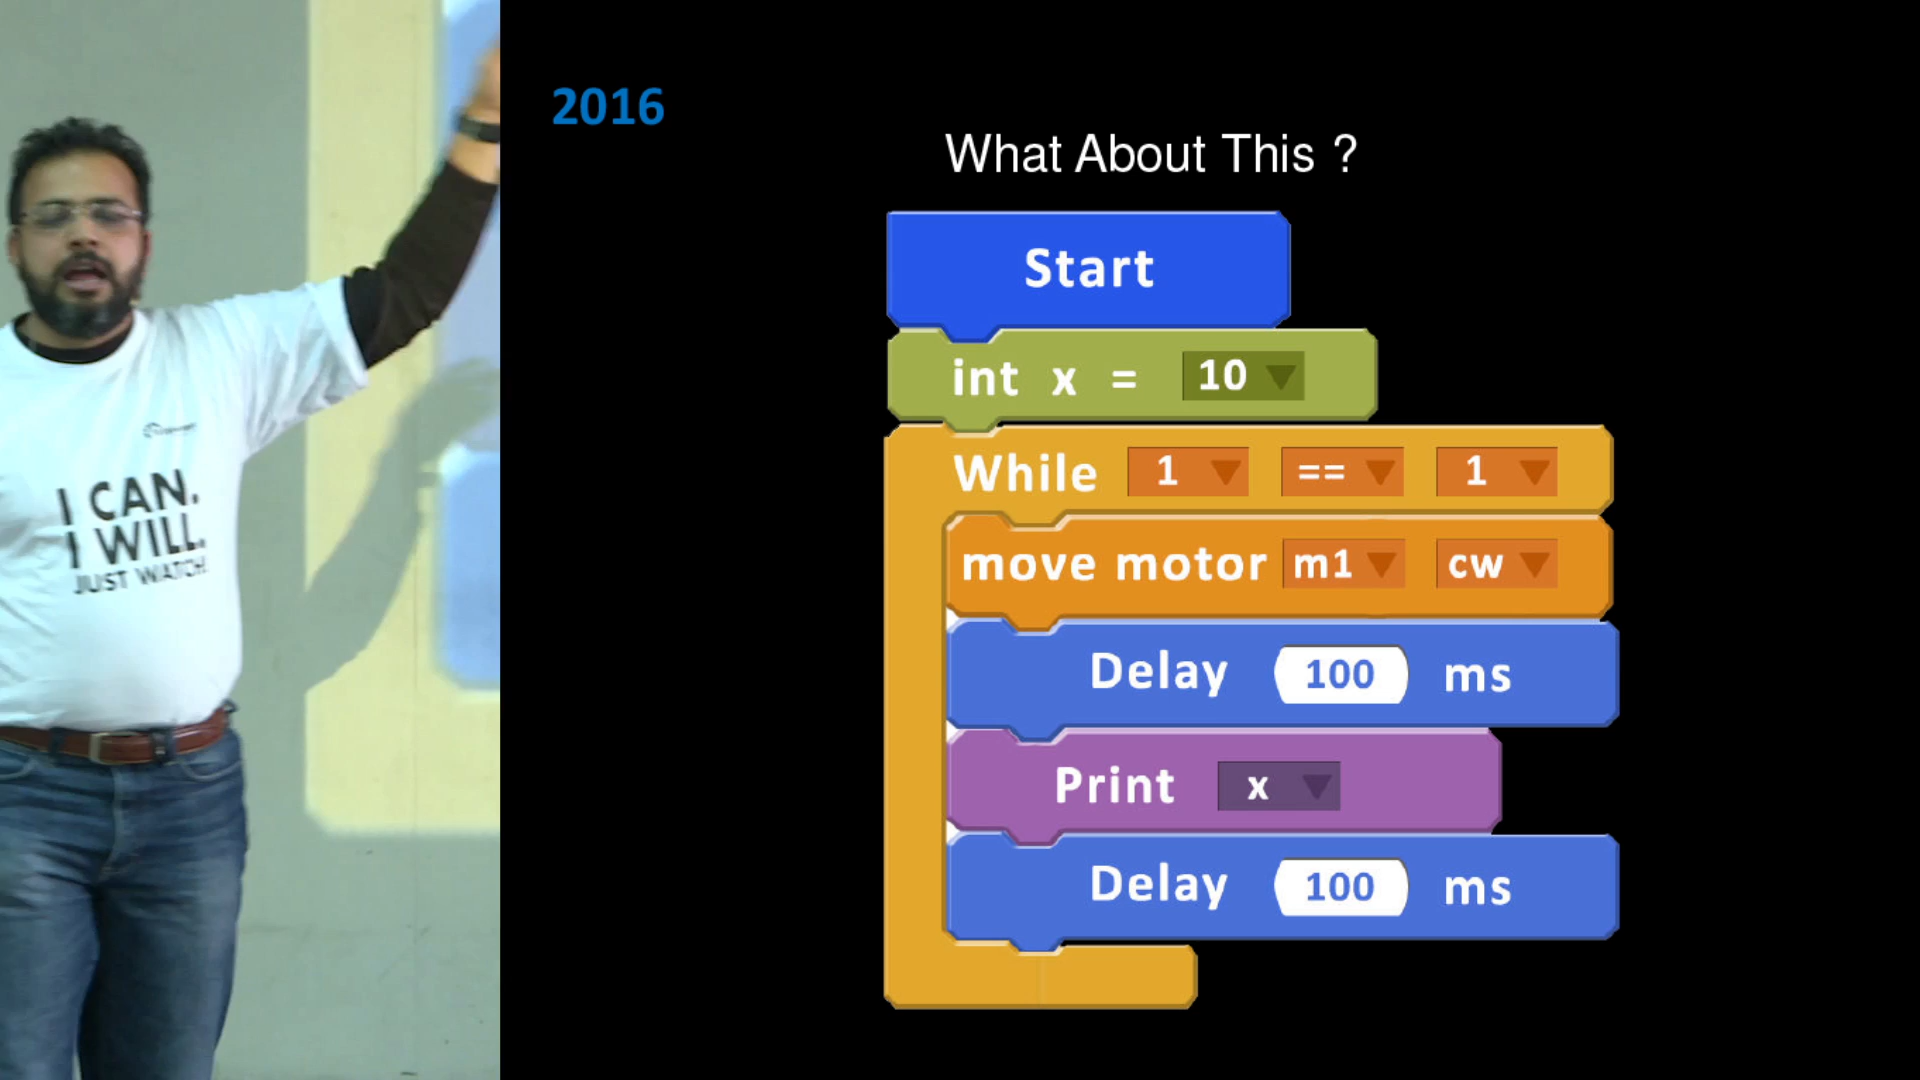 2016
What About This ?
Start
int x = 10
While 1 == 1
move motor m1 cw
Delay 100 ms
Print x
Delay 100 ms
I CAN.
I WILL.
JUST WATCH